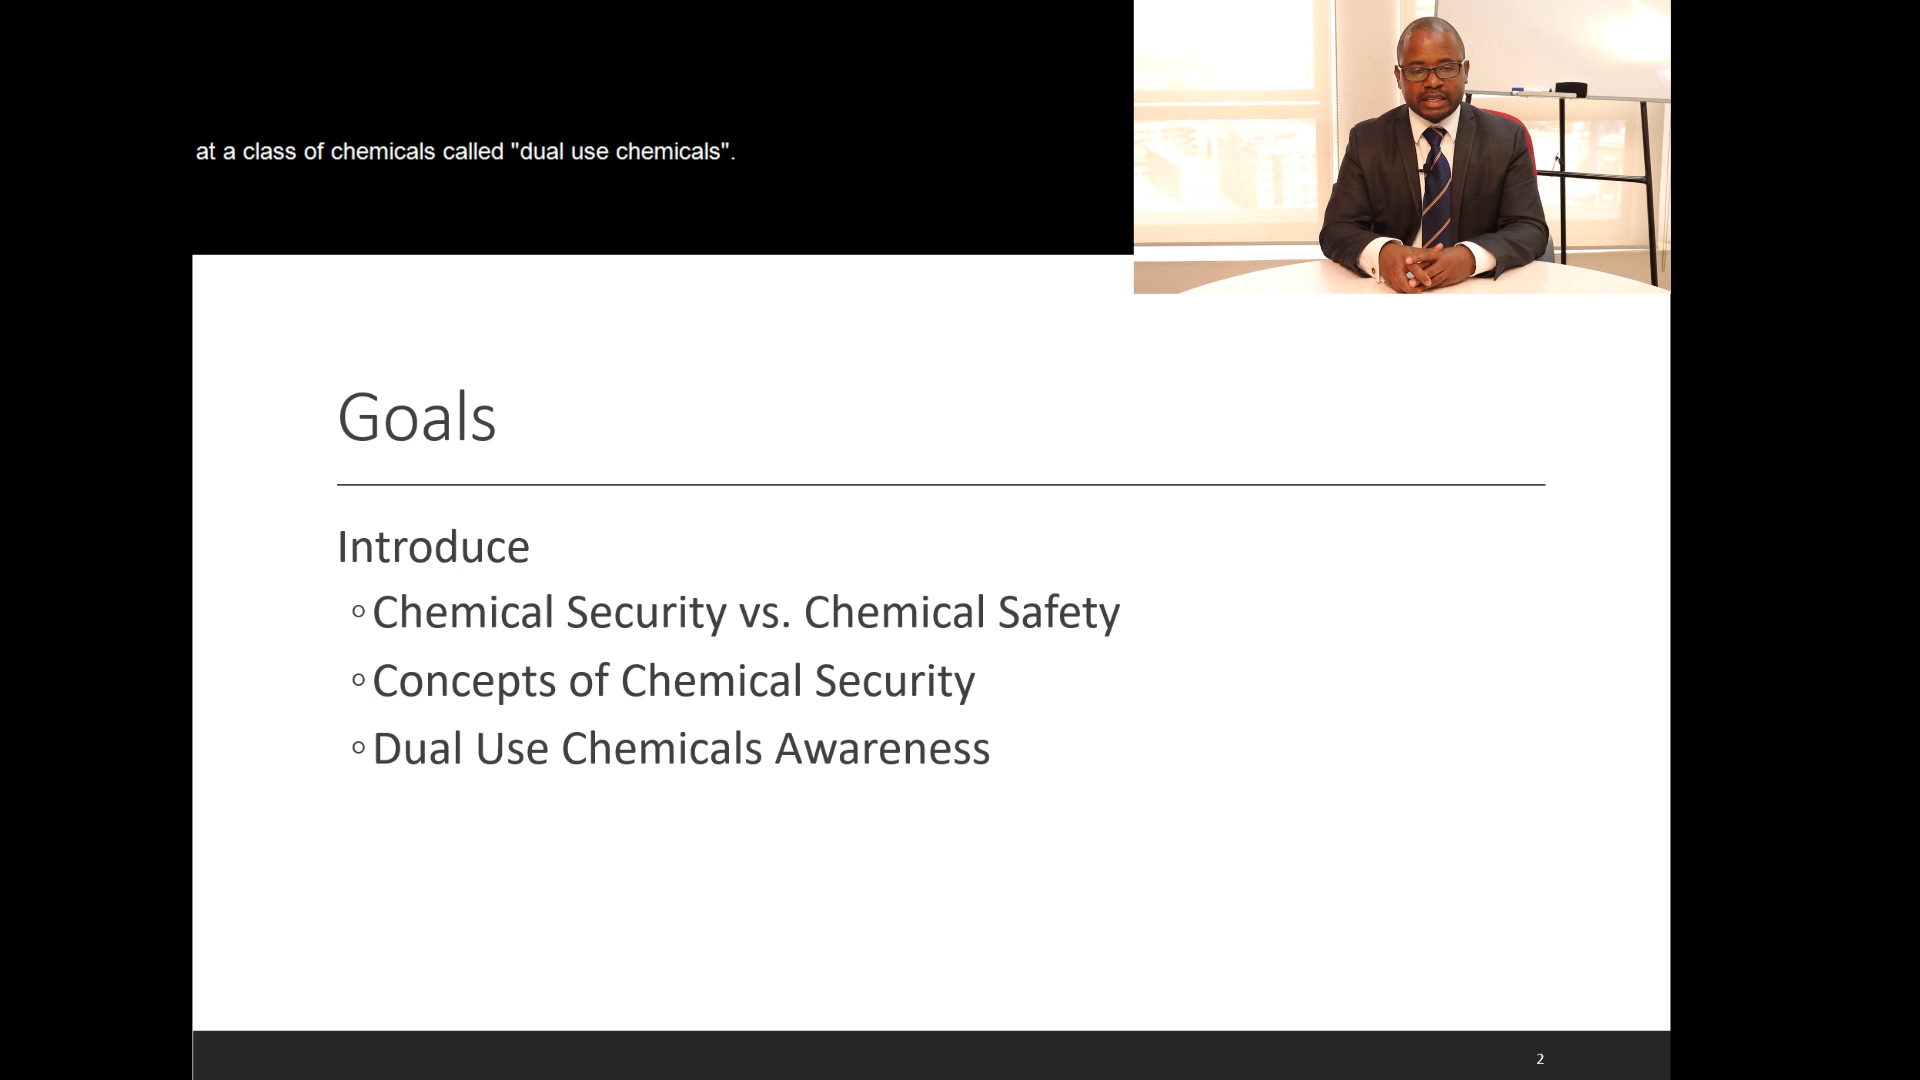 at a class of chemicals called "dual use chemicals".
Goals
Introduce
◦Chemical Security vs. Chemical Safety
◦Concepts of Chemical Security
◦Dual Use Chemicals Awareness
2